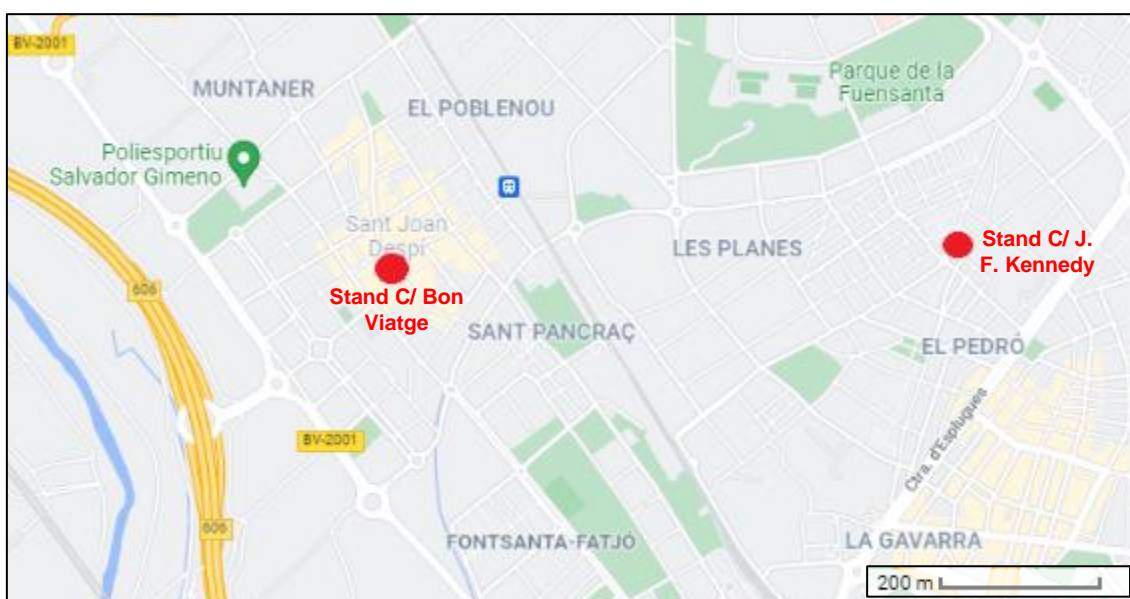 BV-2001
MUNTANER
EL POBLENOU
Parque de la
Fuensanta
Poliesportiu
Salvador Gimeno
Sant Joan
Despí
LES PLANES
Stand C/ J.
F. Kennedy
606
Stand C/ Bon
Viatge
SANT PANCRAÇ
EL PEDRÓ
BV-2001
Ctra. d'Esplugues
606
FONTSANTA-FATJÓ
LA GAVARRA
200 m